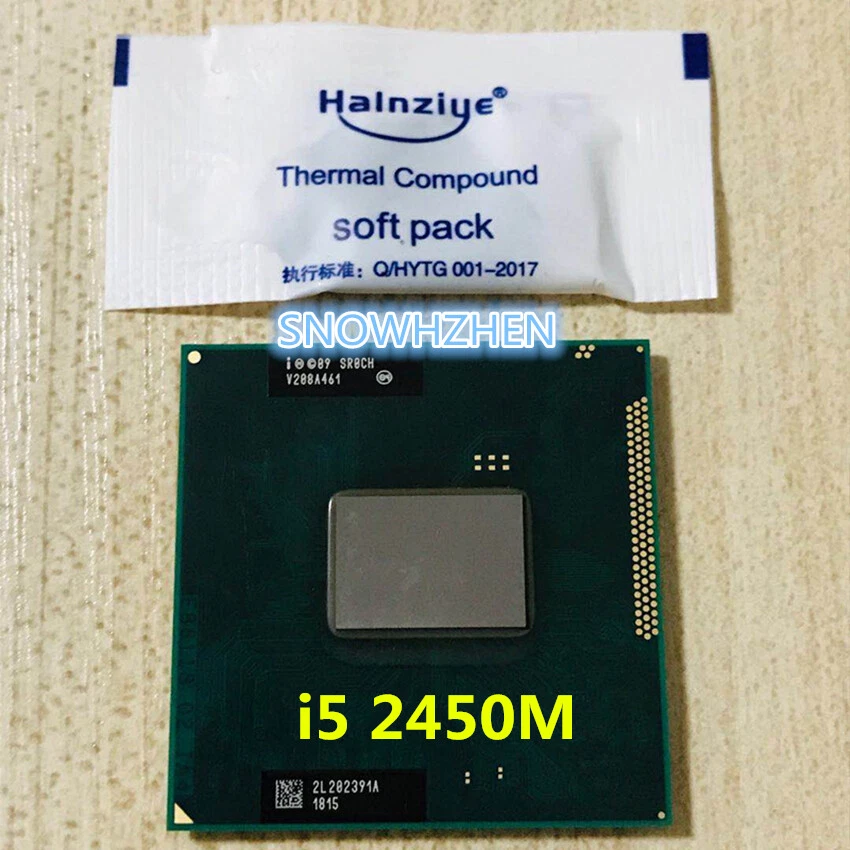 Halnziye®
Thermal Compound
soft pack
执行标准：Q/HYTG 001-2017
SNOWHZHEN
i Ⓜ ©09 SR0CH
V208A461
i5 2450M
2L202391A
1815